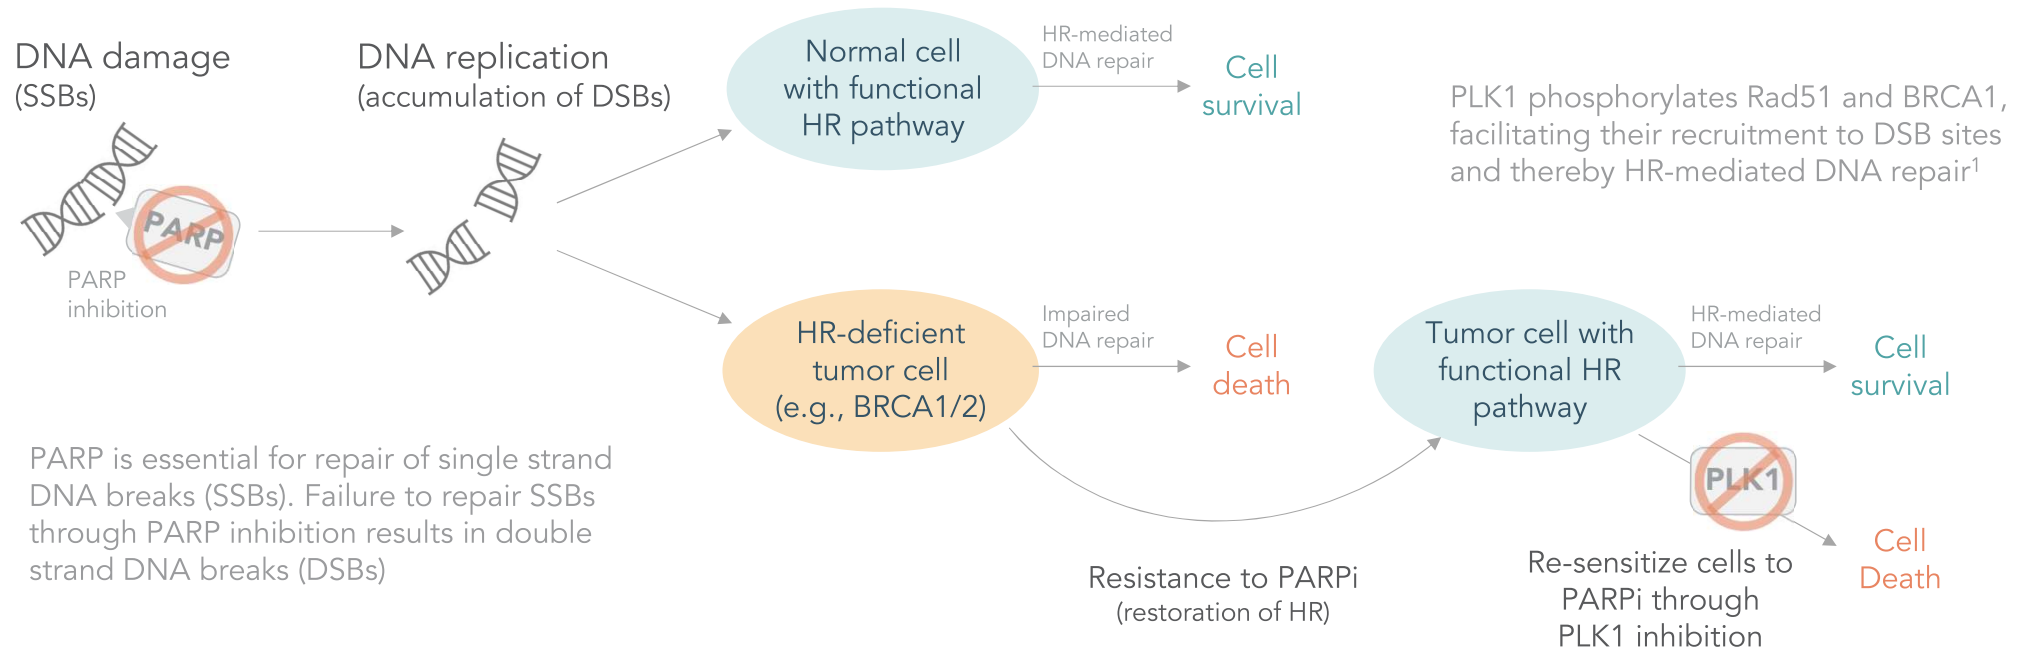 DNA damage
(SSBs)
PARP
PARP
inhibition
DNA replication
(accumulation of DSBs)
Normal cell
with functional
HR pathway
HR-mediated
DNA repair
Cell
survival
PLK1 phosphorylates Rad51 and BRCA1,
facilitating their recruitment to DSB sites
and thereby HR-mediated DNA repair¹
HR-deficient
tumor cell
(e.g., BRCA1/2)
Impaired
DNA repair
Cell
death
Tumor cell with
functional HR
pathway
HR-mediated
DNA repair
Cell
survival
PARP is essential for repair of single strand
DNA breaks (SSBs). Failure to repair SSBs
through PARP inhibition results in double
strand DNA breaks (DSBs)
Resistance to PARPi
(restoration of HR)
PLK1
Re-sensitize cells to
PARPi through
PLK1 inhibition
Cell
Death